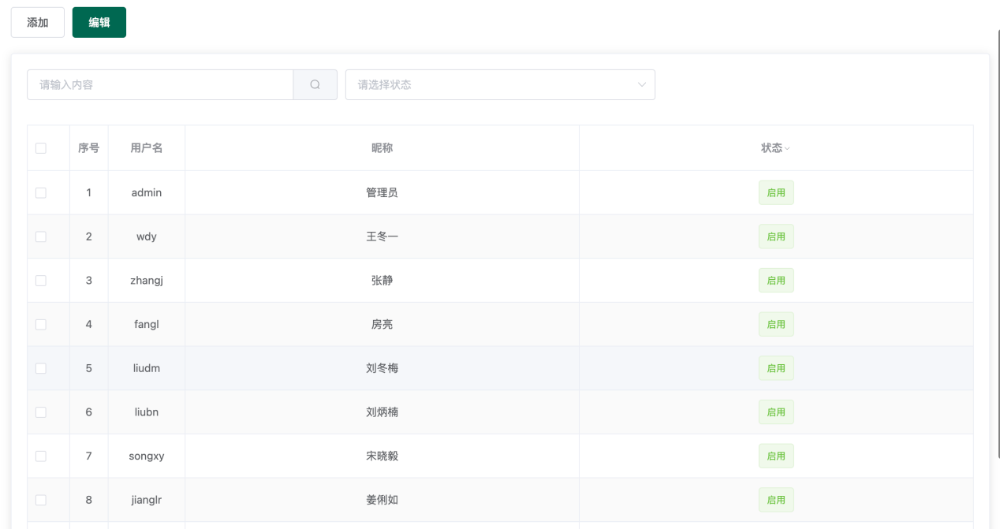 添加 编辑
请输入内容 请选择状态
序号 用户名 昵称 状态
1 admin 管理员 启用
2 wdy 王冬一 启用
3 zhangj 张静 启用
4 fangl 房亮 启用
5 liudm 刘冬梅 启用
6 liubn 刘炳楠 启用
7 songxy 宋晓毅 启用
8 jianglr 姜俐如 启用